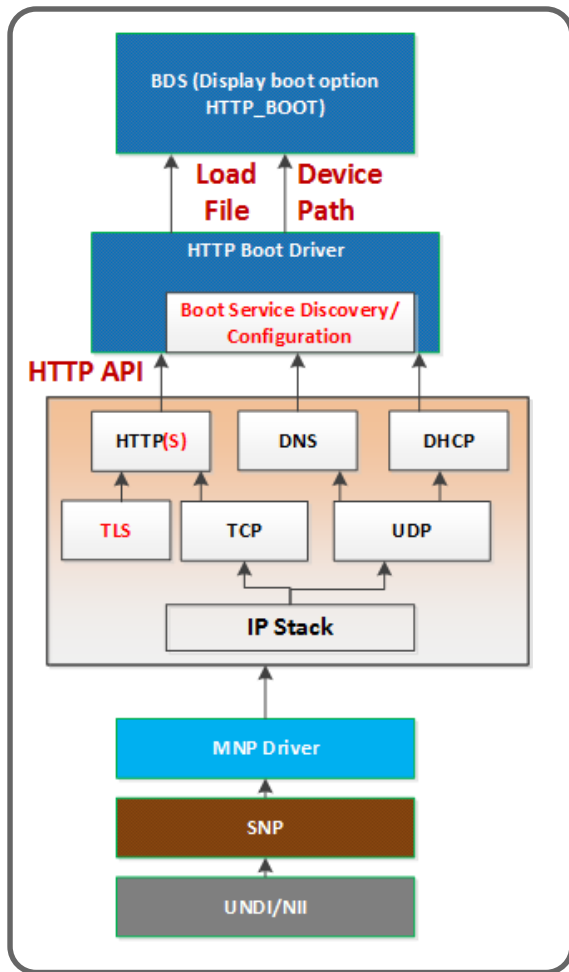 BDS (Display boot option
HTTP_BOOT)
Load
File
Device
Path
HTTP Boot Driver
Boot Service Discovery/
Configuration
HTTP API
HTTP(S)
DNS
DHCP
TLS
TCP
UDP
IP Stack
MNP Driver
SNP
UNDI/NII